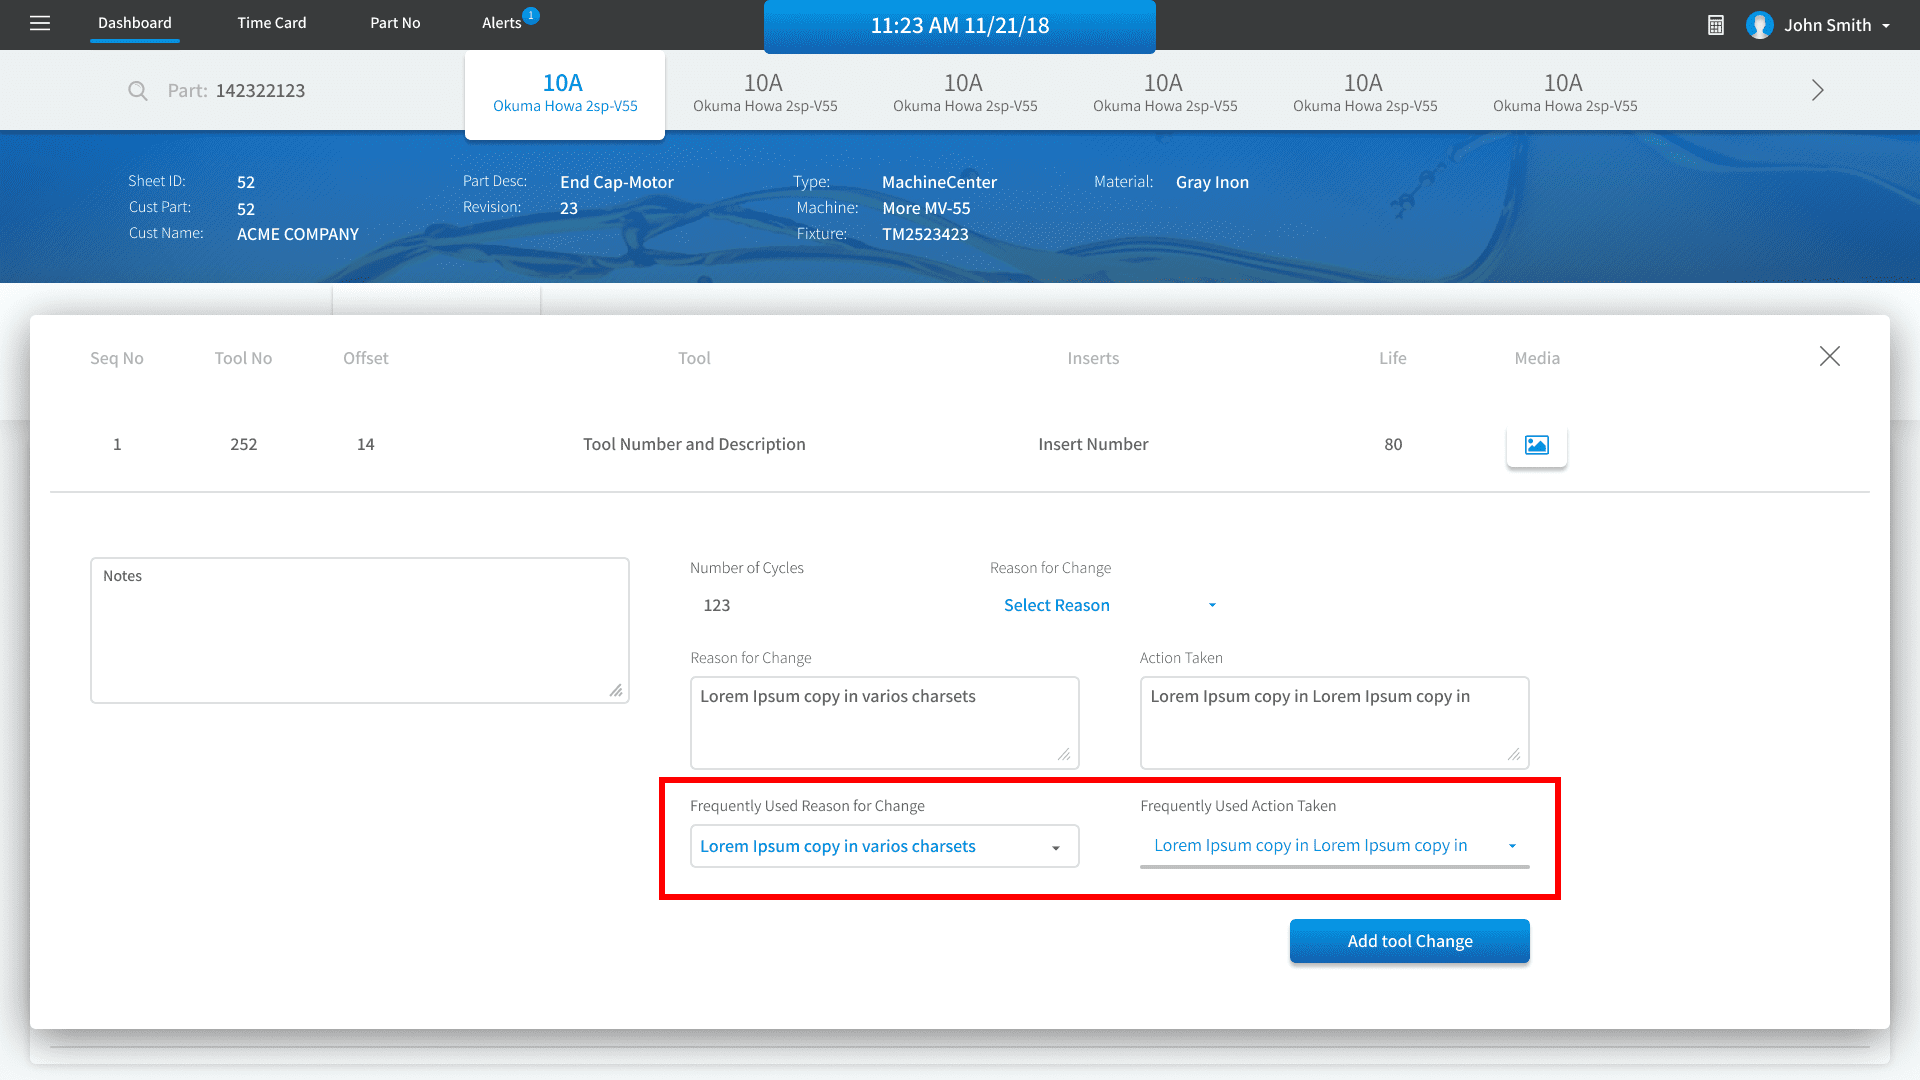 Dashboard
Time Card
Part No
Alerts
1
11:23 AM 11/21/18
John Smith
Part: 142322123
10A
Okuma Howa 2sp-V55
10A
Okuma Howa 2sp-V55
10A
Okuma Howa 2sp-V55
10A
Okuma Howa 2sp-V55
10A
Okuma Howa 2sp-V55
10A
Okuma Howa 2sp-V55
Sheet ID: 52
Cust Part: 52
Cust Name: ACME COMPANY
Part Desc: End Cap-Motor
Revision: 23
Type: MachineCenter
Machine: More MV-55
Fixture: TM2523423
Material: Gray Inon
Seq No Tool No Offset Tool Inserts Life Media
1 252 14 Tool Number and Description Insert Number 80
Notes
Number of Cycles
123
Reason for Change
Select Reason
Reason for Change
Lorem Ipsum copy in varios charsets
Action Taken
Lorem Ipsum copy in Lorem Ipsum copy in
Frequently Used Reason for Change
Lorem Ipsum copy in varios charsets
Frequently Used Action Taken
Lorem Ipsum copy in Lorem Ipsum copy in
Add tool Change